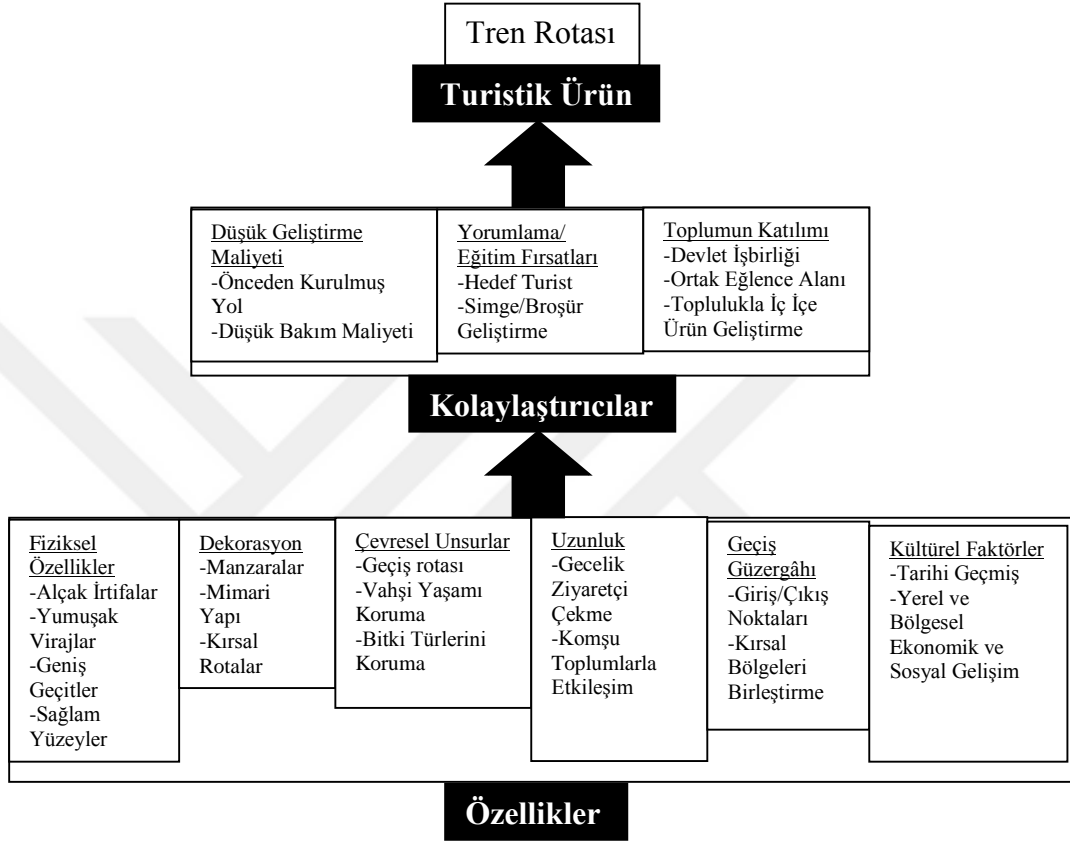 Tren Rotası
Turistik Ürün
Düşük Geliştirme
Maliyeti
-Önceden Kurulmuş
Yol
-Düşük Bakım Maliyeti
Yorumlama/
Eğitim Fırsatları
-Hedef Turist
-Simge/Broşür
Geliştirme
Toplumun Katılımı
-Devlet İşbirliği
-Ortak Eğlence Alanı
-Toplulukla İç İçe
Ürün Geliştirme
Kolaylaştırıcılar
Fiziksel
Özellikler
-Alçak İrtifalar
-Yumuşak
Virajlar
-Geniş
Geçitler
-Sağlam
Yüzeyler
Dekorasyon
-Manzaralar
-Mimari
Yapı
-Kırsal
Rotalar
Çevresel Unsurlar
-Geçiş rotası
-Vahşi Yaşamı
Koruma
-Bitki Türlerini
Koruma
Uzunluk
-Gecelik
Ziyaretçi
Çekme
-Komşu
Toplumlarla
Etkileşim
Geçiş
Güzergâhı
-Giriş/Çıkış
Noktaları
-Kırsal
Bölgeleri
Birleştirme
Kültürel Faktörler
-Tarihi Geçmiş
-Yerel ve
Bölgesel
Ekonomik ve
Sosyal Gelişim
Özellikler